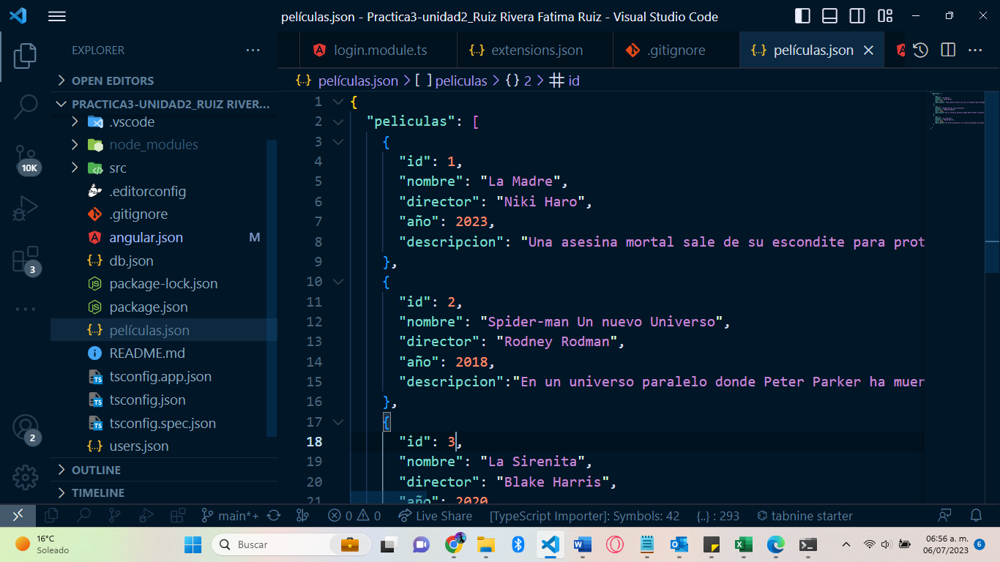 películas.json - Practica3-unidad2_Ruiz Rivera Fatima Ruiz - Visual Studio Code
EXPLORER
login.module.ts
{..} extensions.json
.gitignore
{..} películas.json
OPEN EDITORS
{..} películas.json > [ ] peliculas > {} 2 > # id
PRACTICA3-UNIDAD2_RUIZ RIVER...
.vscode
node_modules
src
.editorconfig
.gitignore
angular.json M
{..} db.json
package-lock.json
package.json
{..} películas.json
README.md
tsconfig.app.json
tsconfig.json
tsconfig.spec.json
users.json
OUTLINE
TIMELINE
10K
3
2
1 {
2 "peliculas": [
3 {
4 "id": 1,
5 "nombre": "La Madre",
6 "director": "Niki Haro",
7 "año": 2023,
8 "descripcion": "Una asesina mortal sale de su escondite para prot
9 },
10 {
11 "id": 2,
12 "nombre": "Spider-man Un nuevo Universo",
13 "director": "Rodney Rodman",
14 "año": 2018,
15 "descripcion":"En un universo paralelo donde Peter Parker ha muer
16 },
17 {
18 "id": 3,
19 "nombre": "La Sirenita",
20 "director": "Blake Harris",
21 "año": 2020
main*+
0 0
Live Share
[TypeScript Importer]: Symbols: 42
{..} : 293
tabnine starter
16°C
Soleado
Buscar
06:56 a. m.
06/07/2023
6